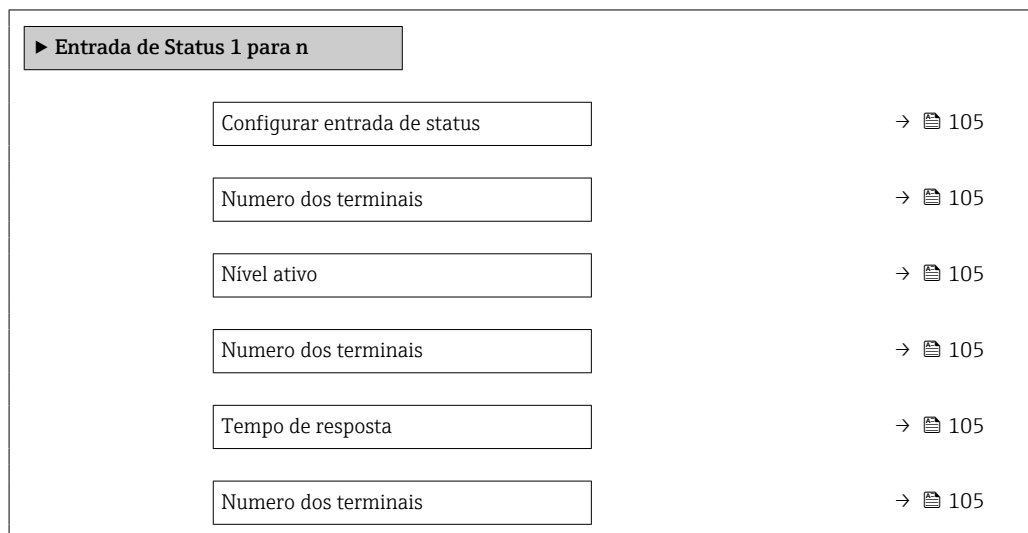 ▶ Entrada de Status 1 para n
Configurar entrada de status → 105
Numero dos terminais → 105
Nível ativo → 105
Numero dos terminais → 105
Tempo de resposta → 105
Numero dos terminais → 105